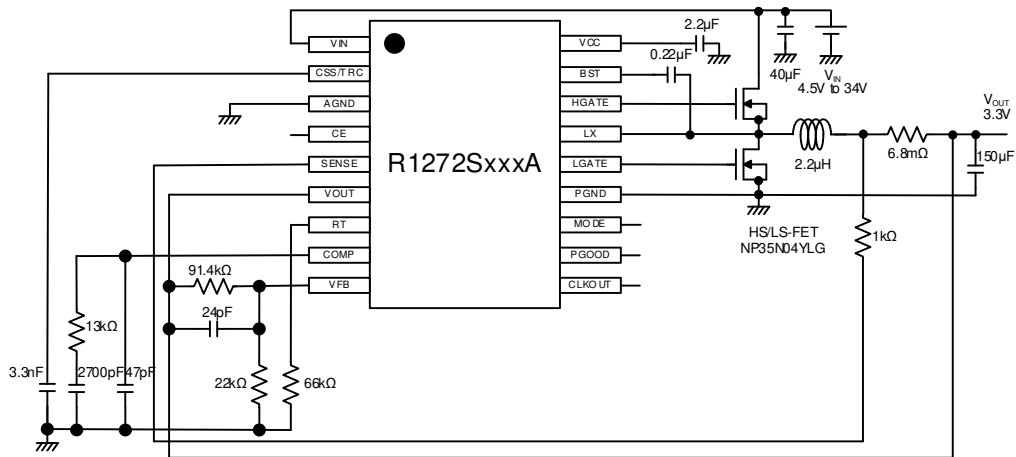 VIN
CSS/TRC
AGND
CE
SENSE
VOUT
RT
COMP
VFB
R1272SxxxA
VCC
BST
HGATE
LX
LGATE
PGND
MODE
PGOOD
CLKOUT
2.2µF
0.22µF
40µF
VIN
4.5V to 34V
VOUT
3.3V
2.2µH
6.8mΩ
150µF
HS/LS-FET
NP35N04YLG
1kΩ
91.4kΩ
24pF
13kΩ
3.3nF
2700pF
47pF
22kΩ
66kΩ